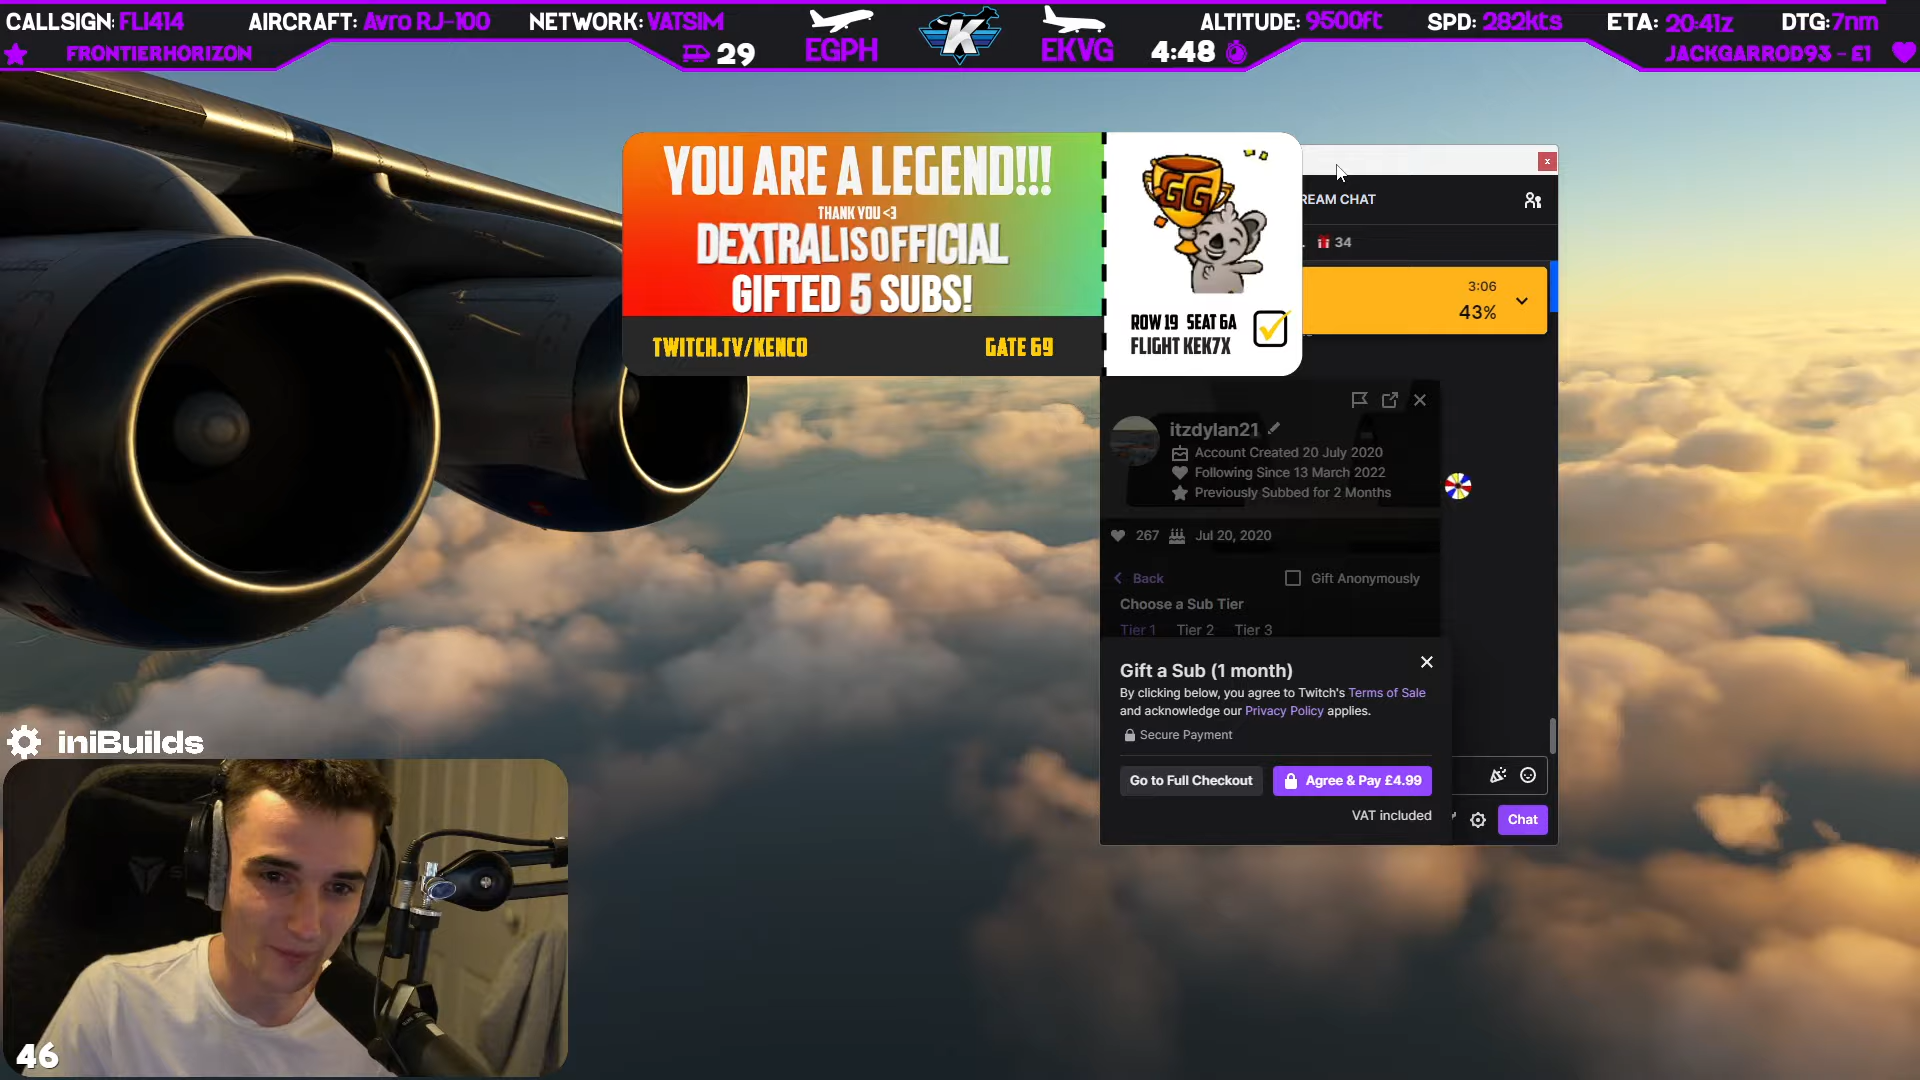 CALLSIGN: FLI414
AIRCRAFT: Avro RJ-100
NETWORK: VATSIM
ALTITUDE: 9500ft
SPD: 282kts
ETA: 20:41z
DTG: 7nm
FRONTIERHORIZON
29
EGPH
K
EKVG
4:48
JACKGARROD93 - £1
YOU ARE A LEGEND!!!
THANK YOU <3
DEXTRALISOFFICIAL
GIFTED 5 SUBS!
TWITCH.TV/KENCO
GATE 69
GG
ROW 19 SEAT 6A
FLIGHT KEK7X
REAM CHAT
34
3:06
43%
itzdylan21
Account Created 20 July 2020
Following Since 13 March 2022
Previously Subbed for 2 Months
267
Jul 20, 2020
Back
Gift Anonymously
Choose a Sub Tier
Tier 1 Tier 2 Tier 3
Gift a Sub (1 month)
By clicking below, you agree to Twitch's Terms of Sale
and acknowledge our Privacy Policy applies.
Secure Payment
Go to Full Checkout
Agree & Pay £4.99
VAT included
Chat
iniBuilds
46